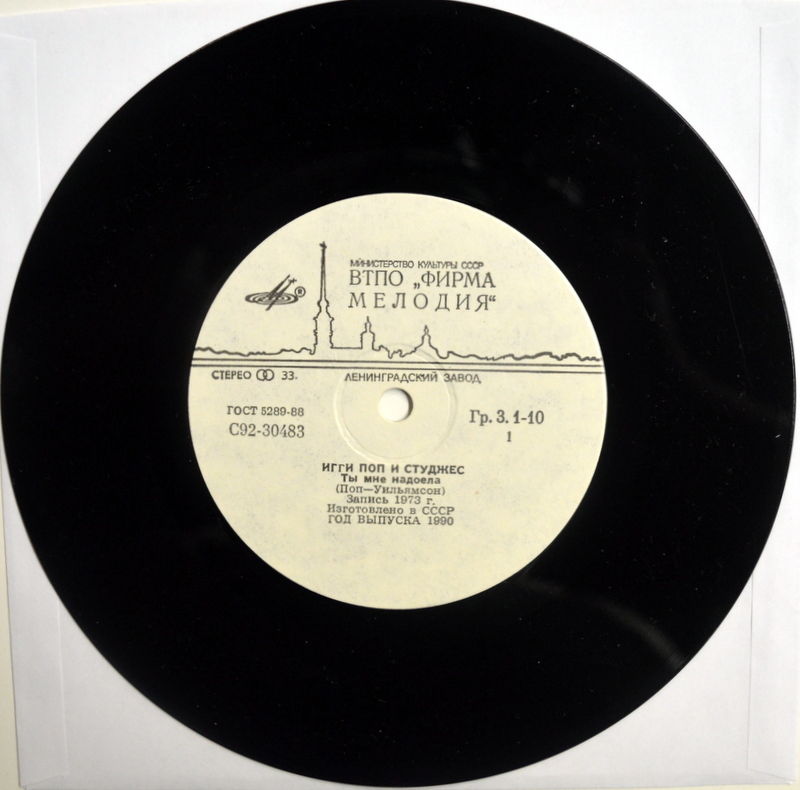 МИНИСТЕРСТВО КУЛЬТУРЫ СССР
ВТПО „ФИРМА
МЕЛОДИЯ“
®
СТЕРЕО 33.
ЛЕНИНГРАДСКИЙ ЗАВОД
ГОСТ 5289-88
С92-30483
Гр. 3. 1-10
1
ИГГИ ПОП И СТУДЖЕС
Ты мне надоела
(Поп—Уильямсон)
Запись 1973 г.
Изготовлено в СССР
ГОД ВЫПУСКА 1990